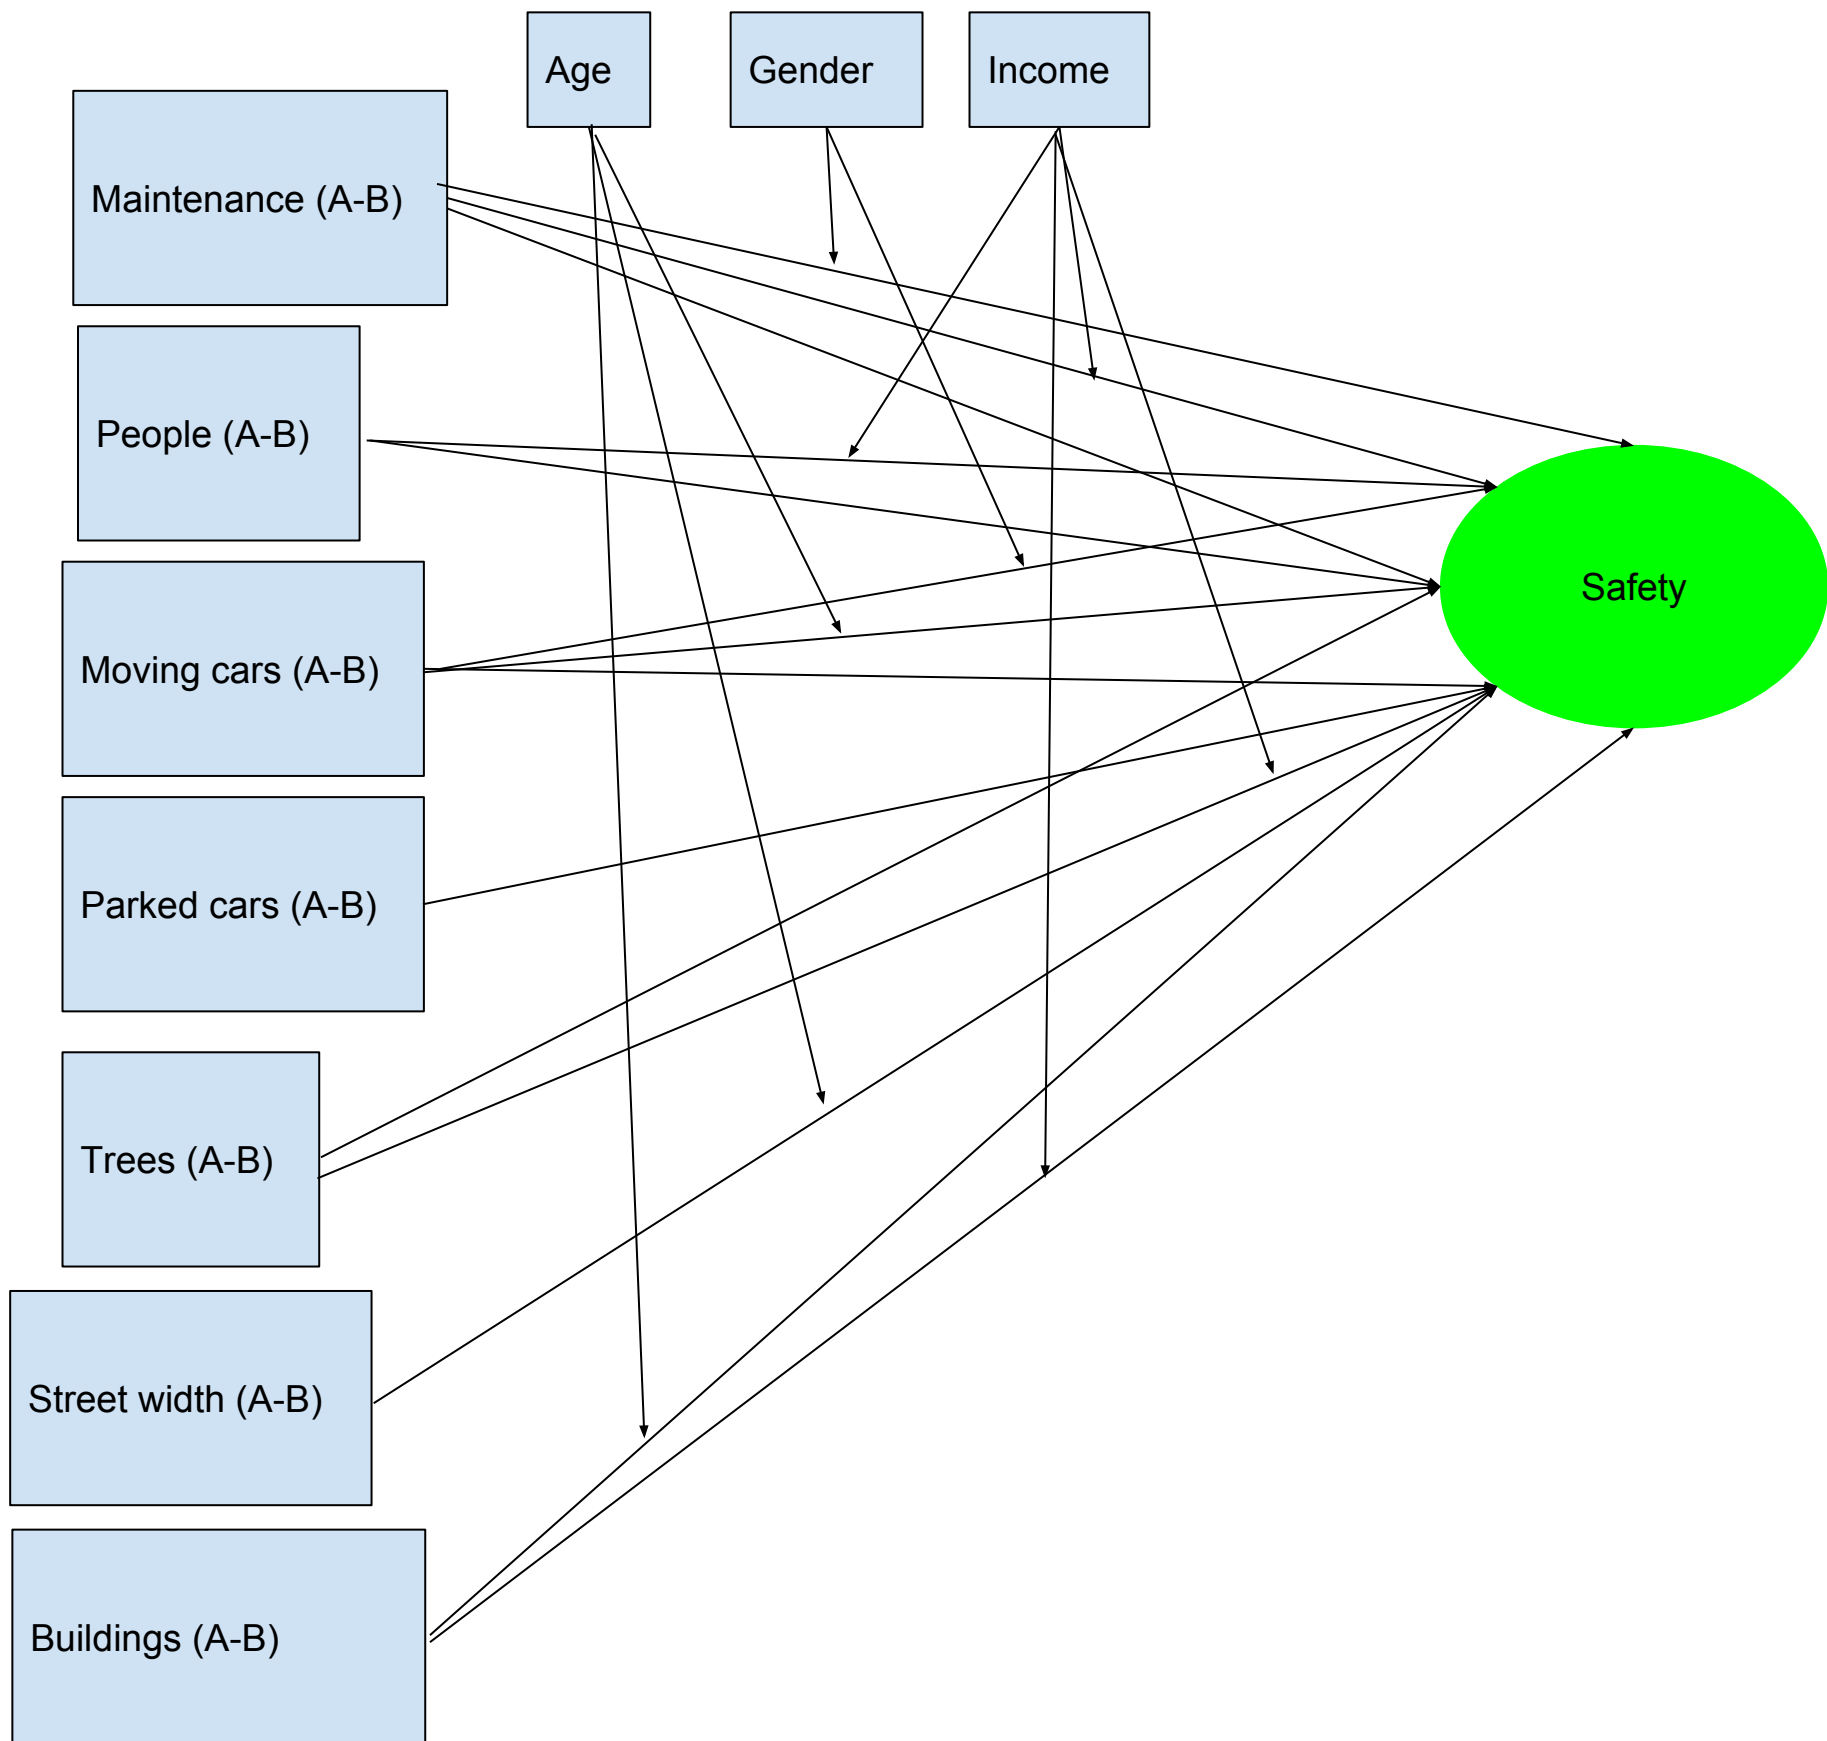 Age
Gender
Income
Maintenance (A-B)
People (A-B)
Moving cars (A-B)
Safety
Parked cars (A-B)
Trees (A-B)
Street width (A-B)
Buildings (A-B)